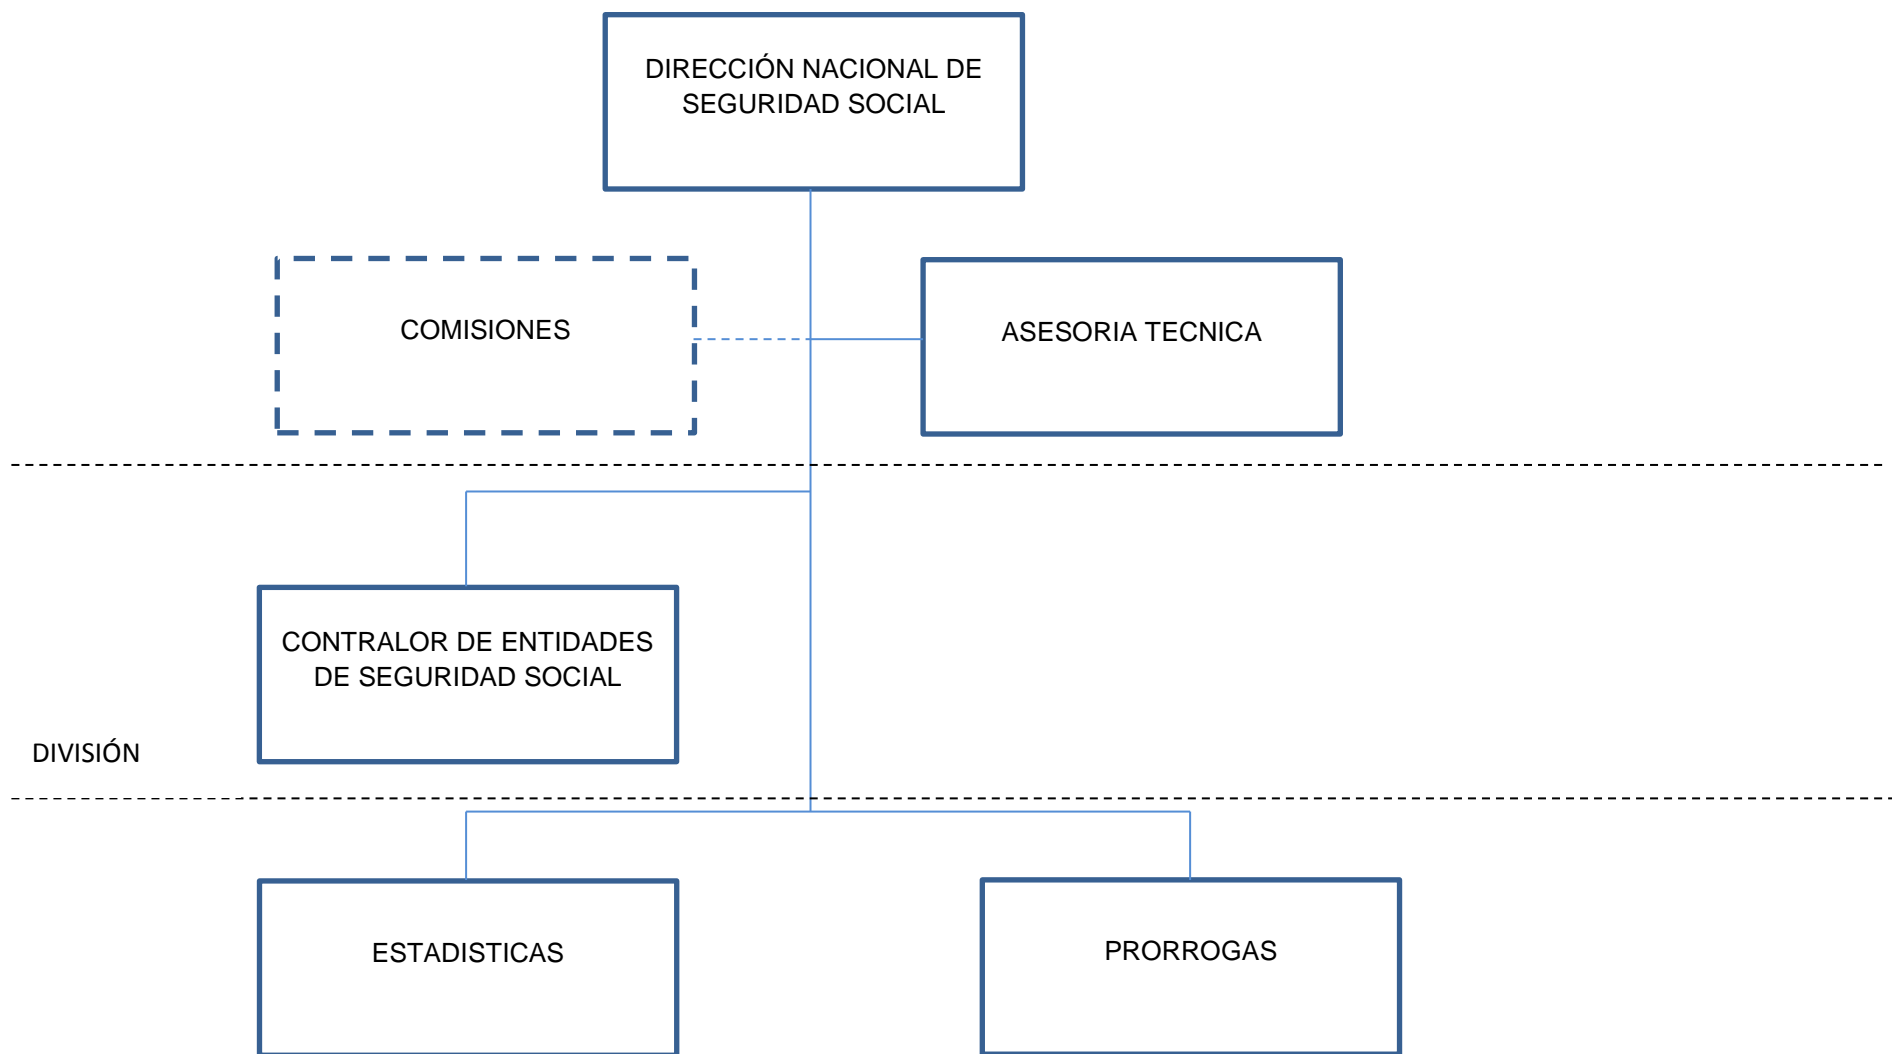 DIRECCIÓN NACIONAL DE
SEGURIDAD SOCIAL
COMISIONES
ASESORIA TECNICA
CONTRALOR DE ENTIDADES
DE SEGURIDAD SOCIAL
DIVISIÓN
ESTADISTICAS
PRORROGAS